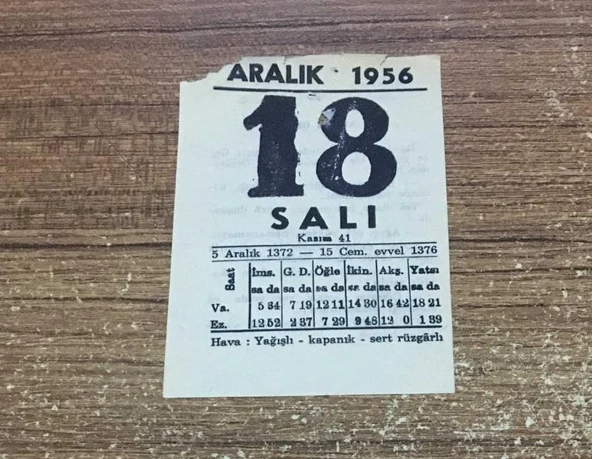 ARALIK · 1956
18
SALI
Kasım 41
5 Aralık 1372 — 15 Cem. evvel 1376
Saat İms. G. D. Öğle İkin. Akş. Yatsı
sa da sa da sa da sa da sa da sa da
Va. 5 34 7 19 12 11 14 30 16 42 18 21
Ez. 12 52 2 37 7 29 9 48 12 0 1 39
Hava : Yağışlı - kapanık - sert rüzgârlı